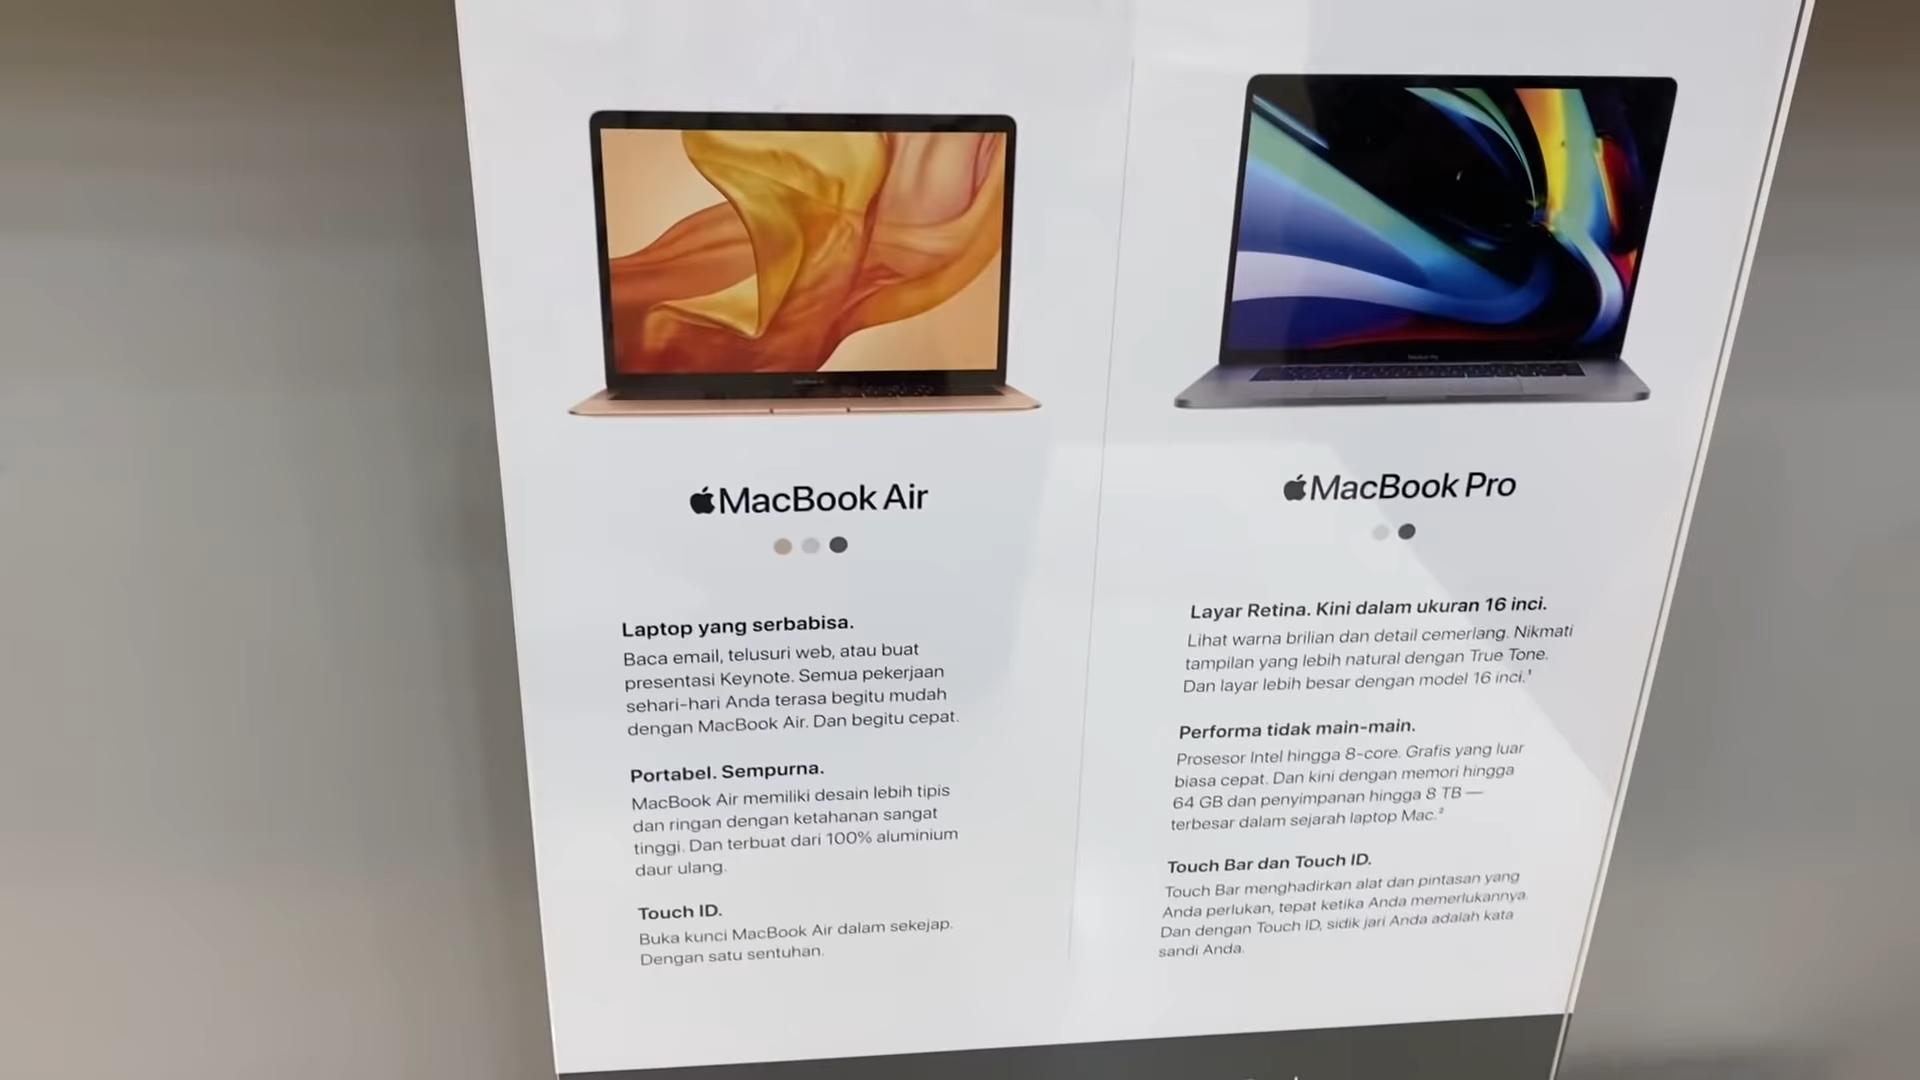 MacBook Air
Laptop yang serbabisa.
Baca email, telusuri web, atau buat
presentasi Keynote. Semua pekerjaan
sehari-hari Anda terasa begitu mudah
dengan MacBook Air. Dan begitu cepat.
Portabel. Sempurna.
MacBook Air memiliki desain lebih tipis
dan ringan dengan ketahanan sangat
tinggi. Dan terbuat dari 100% aluminium
daur ulang.
Touch ID.
Buka kunci MacBook Air dalam sekejap.
Dengan satu sentuhan.
MacBook Pro
MacBook Pro
Layar Retina. Kini dalam ukuran 16 inci.
Lihat warna brilian dan detail cemerlang. Nikmati
tampilan yang lebih natural dengan True Tone.
Dan layar lebih besar dengan model 16 inci.¹
Performa tidak main-main.
Prosesor Intel hingga 8-core. Grafis yang luar
biasa cepat. Dan kini dengan memori hingga
64 GB dan penyimpanan hingga 8 TB —
terbesar dalam sejarah laptop Mac.²
Touch Bar dan Touch ID.
Touch Bar menghadirkan alat dan pintasan yang
Anda perlukan, tepat ketika Anda memerlukannya.
Dan dengan Touch ID, sidik jari Anda adalah kata
sandi Anda.